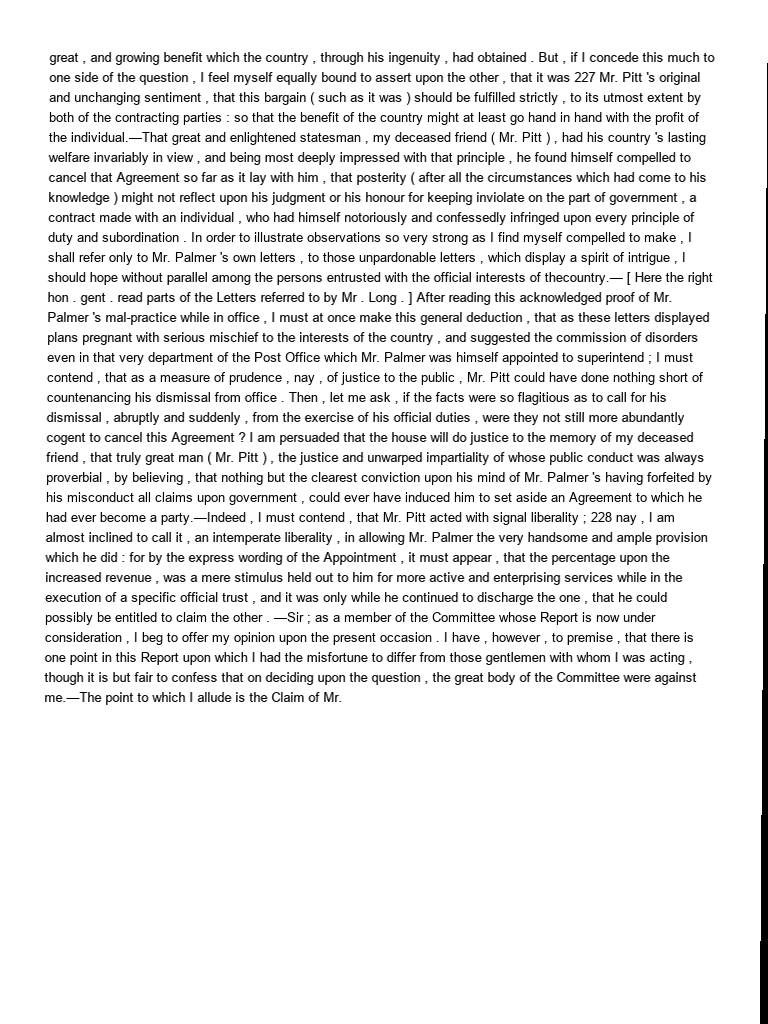 great , and growing benefit which the country , through his ingenuity , had obtained . But , if I concede this much to
one side of the question , I feel myself equally bound to assert upon the other , that it was 227 Mr. Pitt 's original
and unchanging sentiment , that this bargain ( such as it was ) should be fulfilled strictly , to its utmost extent by
both of the contracting parties : so that the benefit of the country might at least go hand in hand with the profit of
the individual.—That great and enlightened statesman , my deceased friend ( Mr. Pitt ) , had his country 's lasting
welfare invariably in view , and being most deeply impressed with that principle , he found himself compelled to
cancel that Agreement so far as it lay with him , that posterity ( after all the circumstances which had come to his
knowledge ) might not reflect upon his judgment or his honour for keeping inviolate on the part of government , a
contract made with an individual , who had himself notoriously and confessedly infringed upon every principle of
duty and subordination . In order to illustrate observations so very strong as I find myself compelled to make , I
shall refer only to Mr. Palmer 's own letters , to those unpardonable letters , which display a spirit of intrigue , I
should hope without parallel among the persons entrusted with the official interests of thecountry.— [ Here the right
hon . gent . read parts of the Letters referred to by Mr . Long . ] After reading this acknowledged proof of Mr.
Palmer 's mal-practice while in office , I must at once make this general deduction , that as these letters displayed
plans pregnant with serious mischief to the interests of the country , and suggested the commission of disorders
even in that very department of the Post Office which Mr. Palmer was himself appointed to superintend ; I must
contend , that as a measure of prudence , nay , of justice to the public , Mr. Pitt could have done nothing short of
countenancing his dismissal from office . Then , let me ask , if the facts were so flagitious as to call for his
dismissal , abruptly and suddenly , from the exercise of his official duties , were they not still more abundantly
cogent to cancel this Agreement ? I am persuaded that the house will do justice to the memory of my deceased
friend , that truly great man ( Mr. Pitt ) , the justice and unwarped impartiality of whose public conduct was always
proverbial , by believing , that nothing but the clearest conviction upon his mind of Mr. Palmer 's having forfeited by
his misconduct all claims upon government , could ever have induced him to set aside an Agreement to which he
had ever become a party.—Indeed , I must contend , that Mr. Pitt acted with signal liberality ; 228 nay , I am
almost inclined to call it , an intemperate liberality , in allowing Mr. Palmer the very handsome and ample provision
which he did : for by the express wording of the Appointment , it must appear , that the percentage upon the
increased revenue , was a mere stimulus held out to him for more active and enterprising services while in the
execution of a specific official trust , and it was only while he continued to discharge the one , that he could
possibly be entitled to claim the other . —Sir ; as a member of the Committee whose Report is now under
consideration , I beg to offer my opinion upon the present occasion . I have , however , to premise , that there is
one point in this Report upon which I had the misfortune to differ from those gentlemen with whom I was acting ,
though it is but fair to confess that on deciding upon the question , the great body of the Committee were against
me.—The point to which I allude is the Claim of Mr.